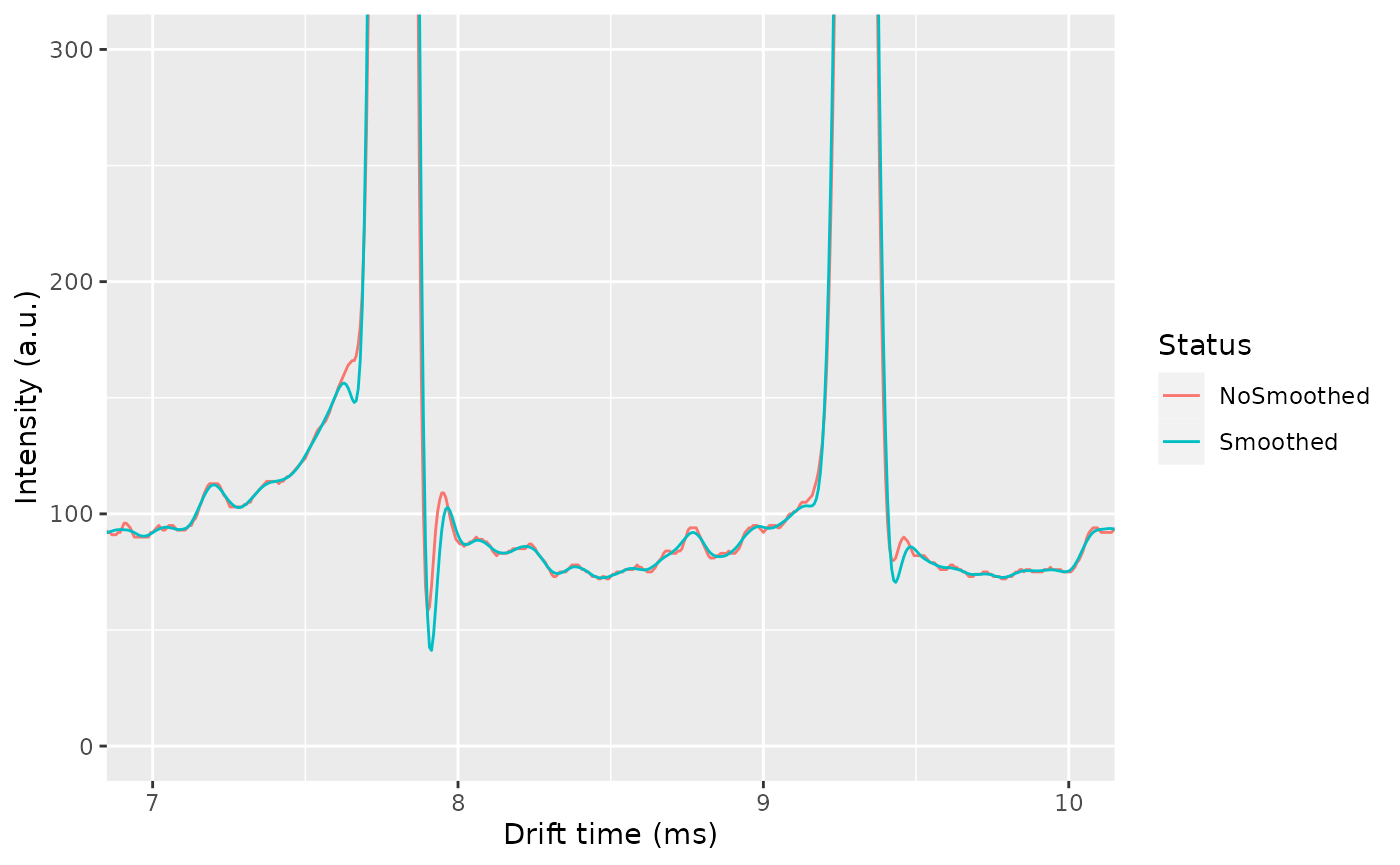 300
200
100
0
7 8 9 10
Drift time (ms)
Intensity (a.u.)
Status
NoSmoothed
Smoothed